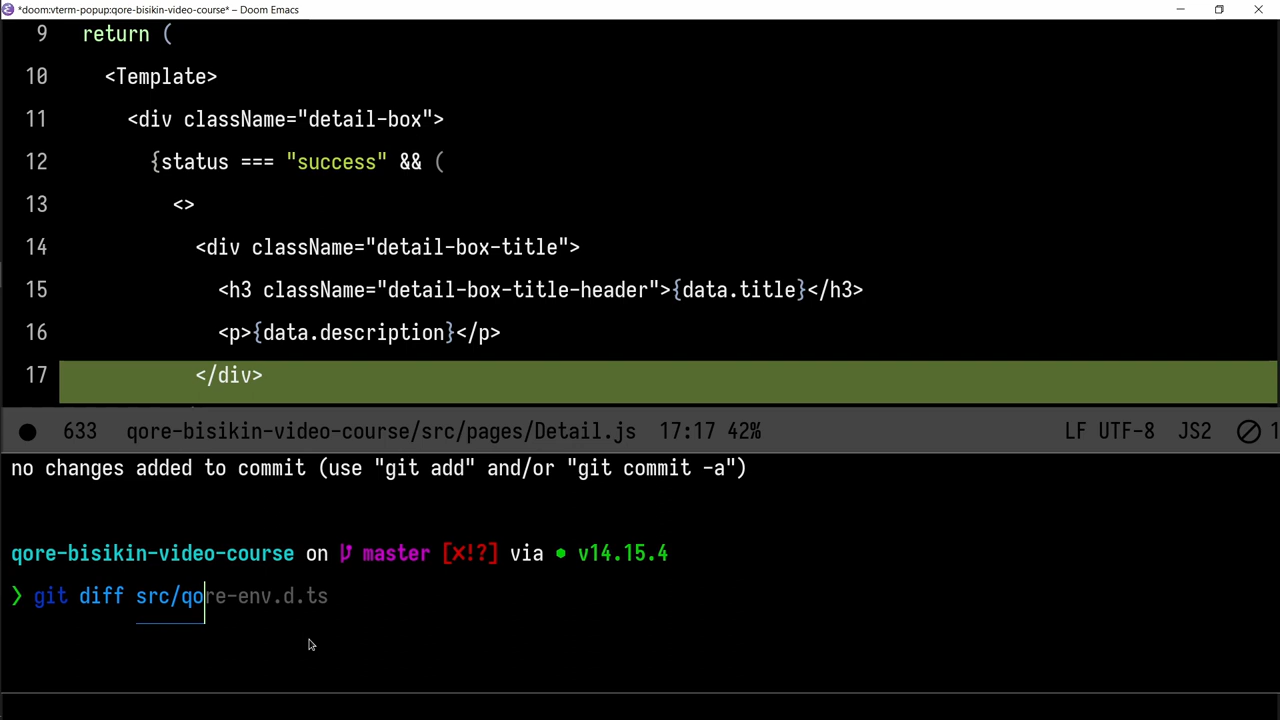 *doom:vterm-popup:qore-bisikin-video-course* – Doom Emacs
9 return (
10 <Template>
11 <div className="detail-box">
12 {status === "success" && (
13 <>
14 <div className="detail-box-title">
15 <h3 className="detail-box-title-header">{data.title}</h3>
16 <p>{data.description}</p>
17 </div>
633 qore-bisikin-video-course/src/pages/Detail.js 17:17 42% LF UTF-8 JS2 1
no changes added to commit (use "git add" and/or "git commit -a")
qore-bisikin-video-course on master [✗!?] via ● v14.15.4
❯ git diff src/qore-env.d.ts